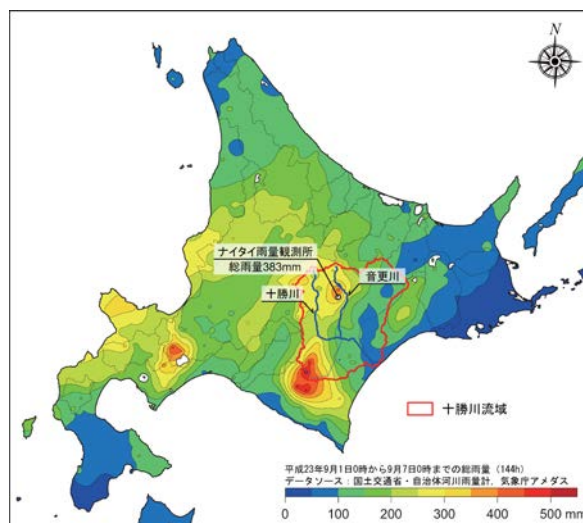 N
ナイタイ雨量観測所
総雨量383mm
音更川
十勝川
十勝川流域
平成23年9月1日0時から9月7日0時までの総雨量(144h)
データソース:国土交通省・自治体河川雨量計,気象庁アメダス
0 100 200 300 400 500 mm